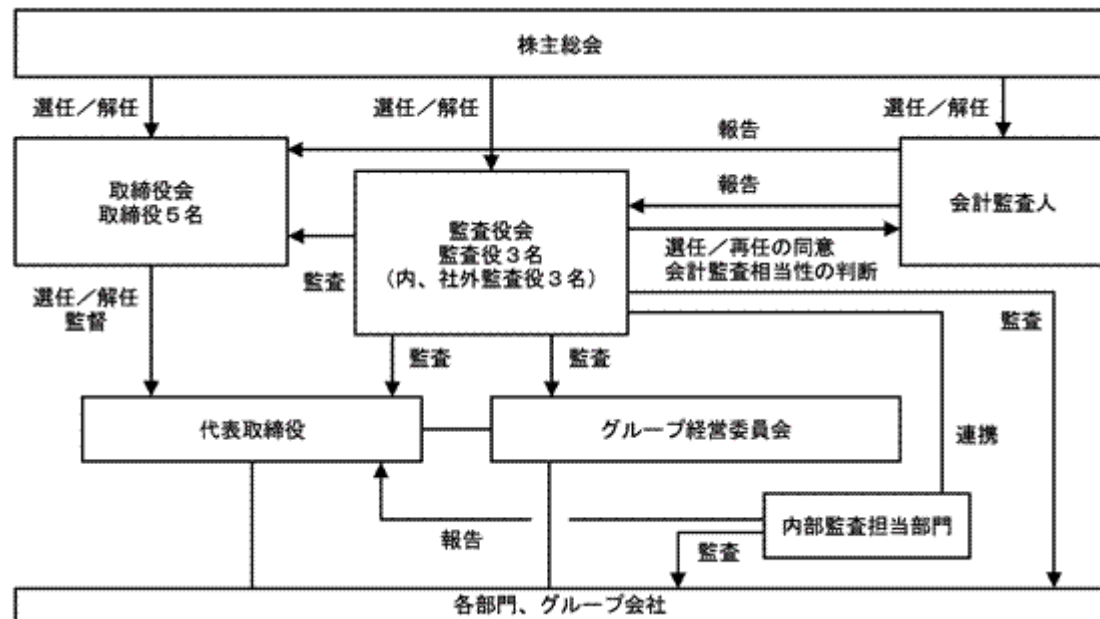 株主総会
選任／解任
選任／解任
選任／解任
報告
取締役会
取締役５名
報告
会計監査人
監査役会
監査役３名
（内、社外監査役３名）
監査
選任／再任の同意
会計監査相当性の判断
選任／解任
監督
監査
監査
監査
代表取締役
グループ経営委員会
連携
内部監査担当部門
報告
監査
各部門、グループ会社